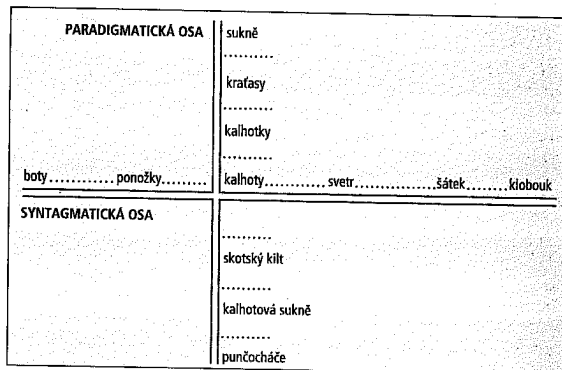 PARADIGMATICKÁ OSA
sukně
..........
kraťasy
..........
kalhotky
..........
boty............ponožky......... kalhoty............svetr....................šátek.......klobouk
SYNTAGMATICKÁ OSA
..........
skotský kilt
..........
kalhotová sukně
..........
punčocháče